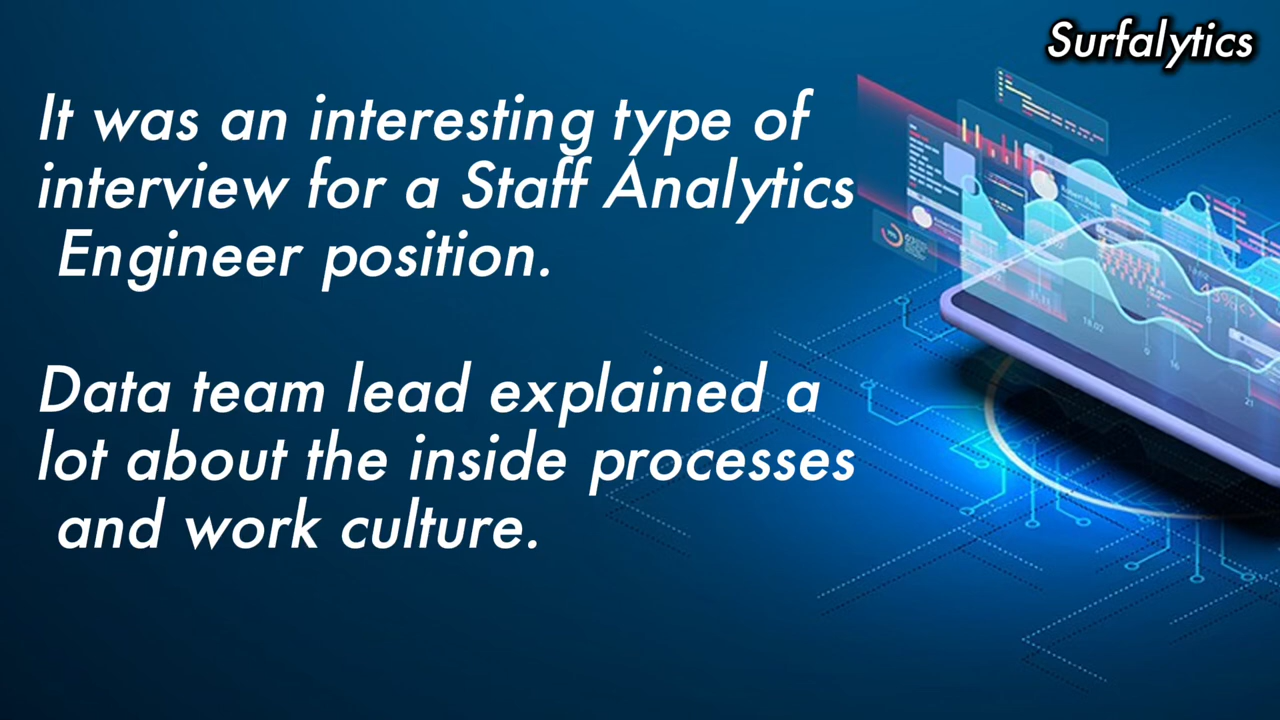 Surfalytics
It was an interesting type of
interview for a Staff Analytics
Engineer position.
Data team lead explained a
lot about the inside processes
and work culture.